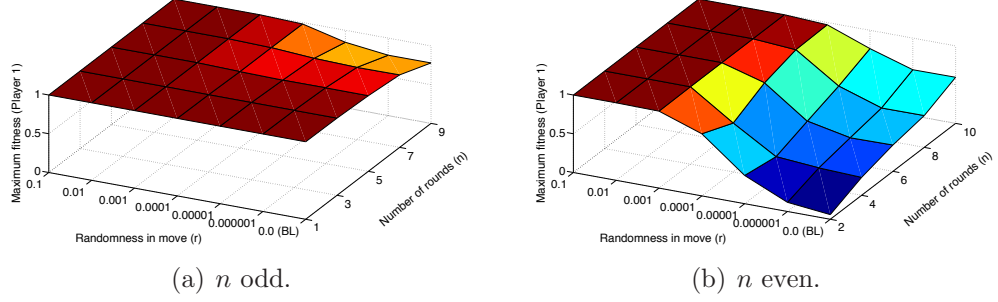 Maximum fitness (Player 1)
1
0.5
0
0.1
0.01
0.001
0.0001
0.00001
0.000001
0.0 (BL)
Randomness in move (r)
1
3
5
7
9
Number of rounds (n)
(a) n odd.
Maximum fitness (Player 1)
1
0.5
0
0.1
0.01
0.001
0.0001
0.00001
0.000001
0.0 (BL)
Randomness in move (r)
2
4
6
8
10
Number of rounds (n)
(b) n even.